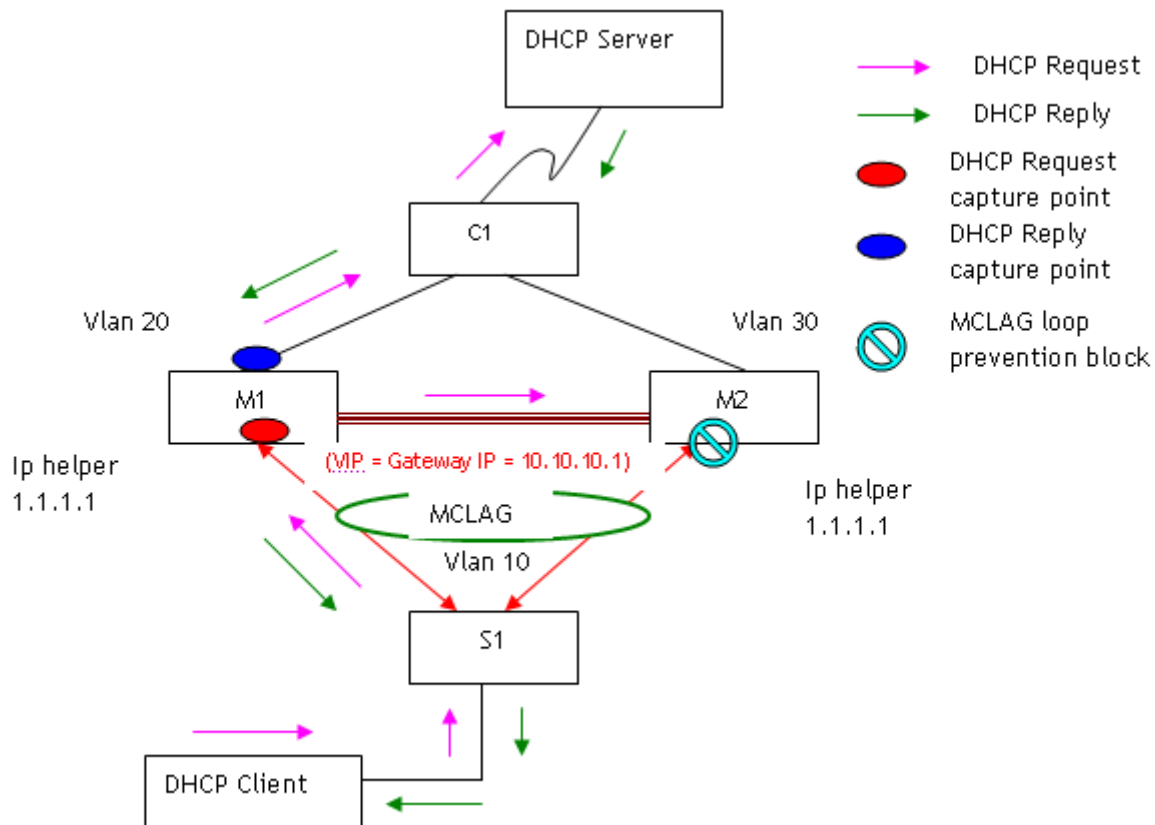 DHCP Server
DHCP Request
DHCP Reply
DHCP Request
capture point
DHCP Reply
capture point
MCLAG loop
prevention block
C1
Vlan 20
Vlan 30
M1
M2
(VIP = Gateway IP = 10.10.10.1)
Ip helper
1.1.1.1
Ip helper
1.1.1.1
MCLAG
Vlan 10
S1
DHCP Client